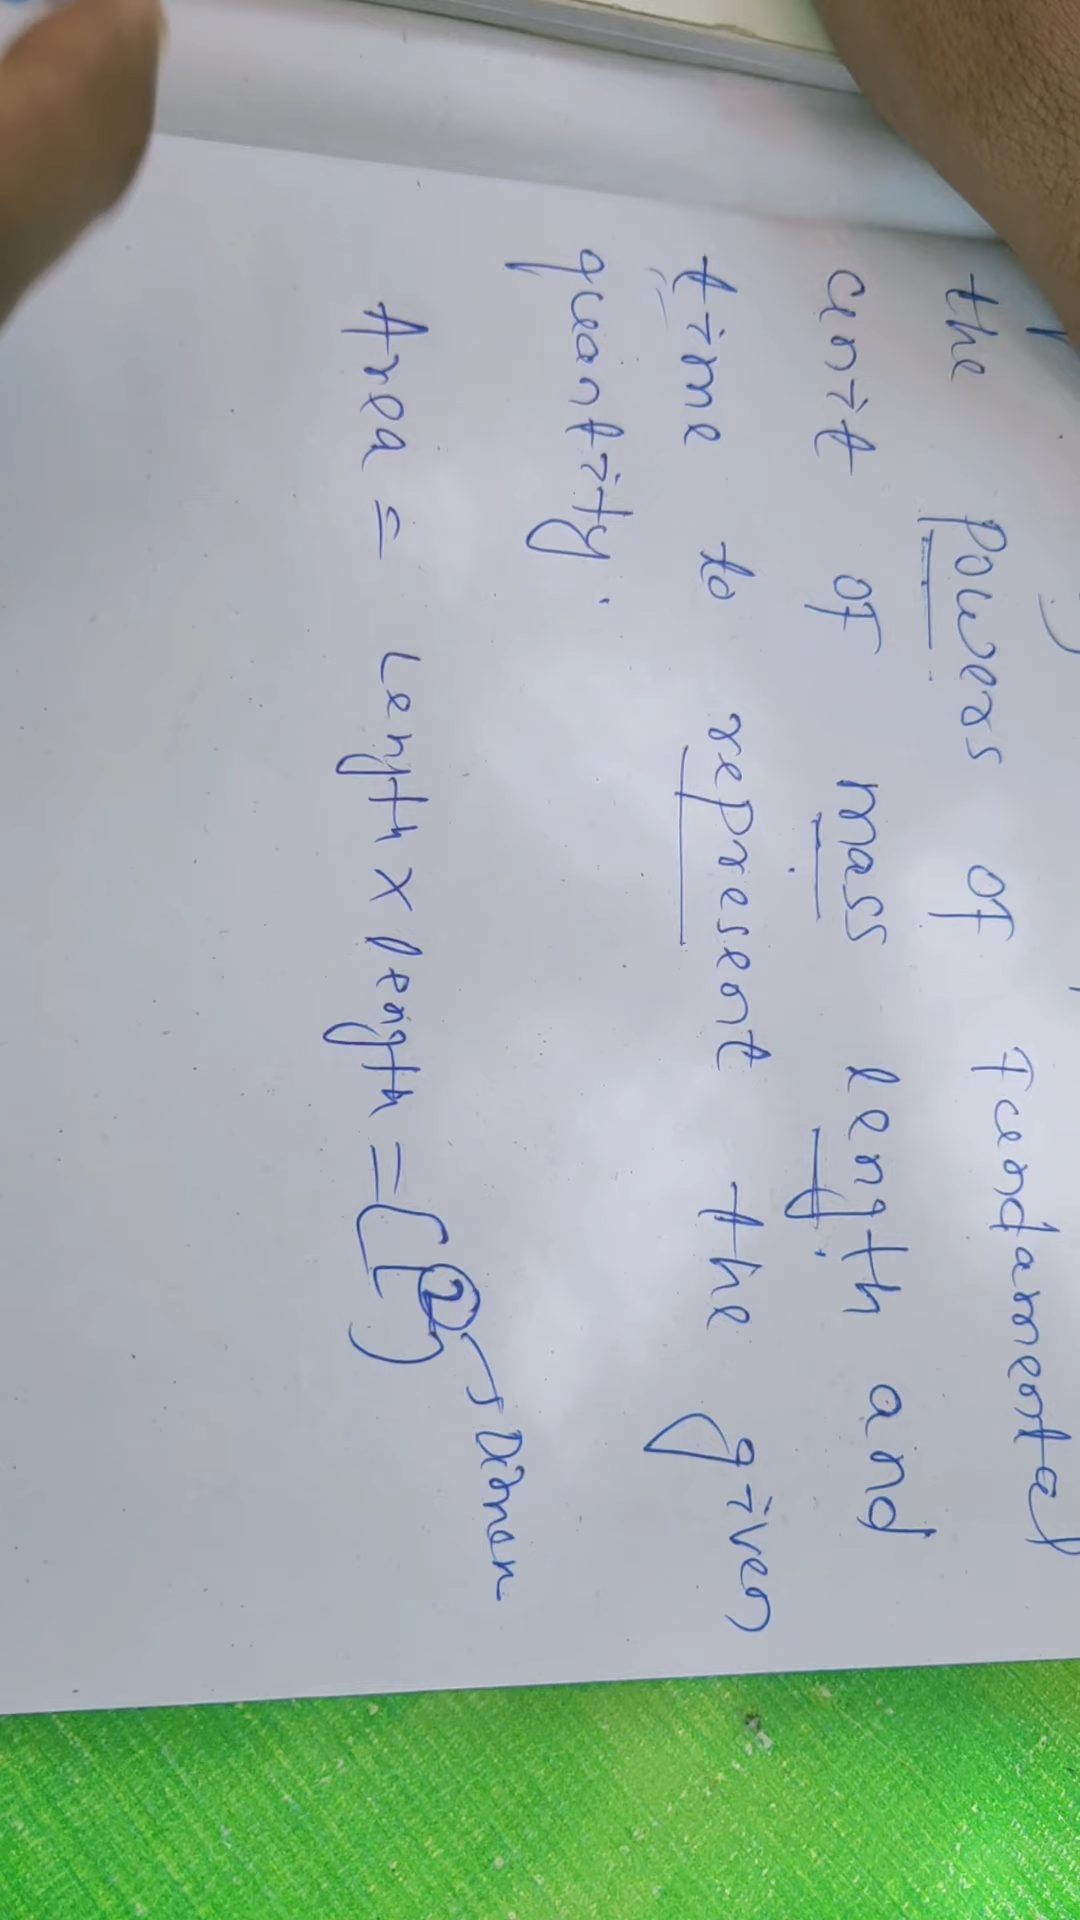 the powers of Fundamental
unit of mass length and
time to represent the given
quantity.
Area = Length x length = [L2]
Dimen